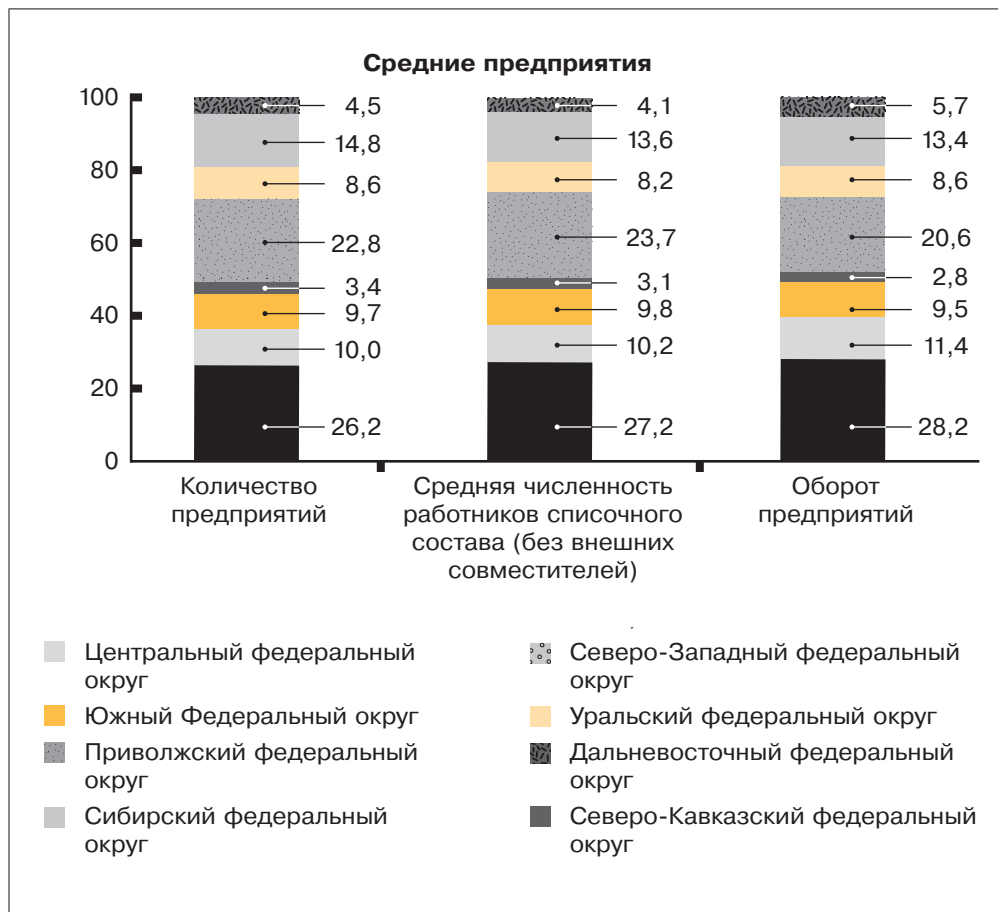 Средние предприятия
100
80
60
40
20
0
4,5
14,8
8,6
22,8
3,4
9,7
10,0
26,2
4,1
13,6
8,2
23,7
3,1
9,8
10,2
27,2
5,7
13,4
8,6
20,6
2,8
9,5
11,4
28,2
Количество
предприятий
Средняя численность
работников списочного
состава (без внешних
совместителей)
Оборот
предприятий
Центральный федеральный
округ
Южный Федеральный округ
Приволжский федеральный
округ
Сибирский федеральный
округ
Северо-Западный федеральный
округ
Уральский федеральный округ
Дальневосточный федеральный
округ
Северо-Кавказский федеральный
округ